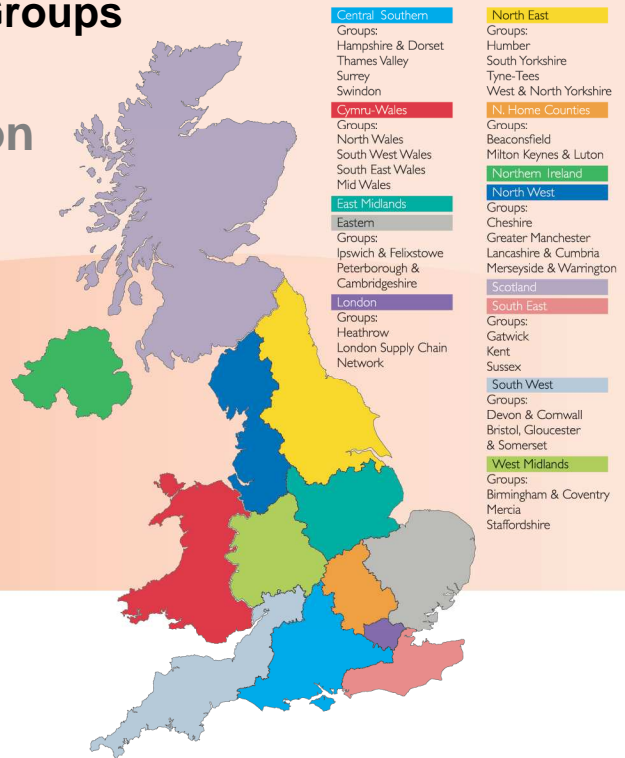 Groups
on
Central Southern
Groups:
Hampshire & Dorset
Thames Valley
Surrey
Swindon
Cymru-Wales
Groups:
North Wales
South West Wales
South East Wales
Mid Wales
East Midlands
Eastern
Groups:
Ipswich & Felixstowe
Peterborough &
Cambridgeshire
London
Groups:
Heathrow
London Supply Chain
Network
North East
Groups:
Humber
South Yorkshire
Tyne-Tees
West & North Yorkshire
N. Home Counties
Groups:
Beaconsfield
Milton Keynes & Luton
Northern Ireland
North West
Groups:
Cheshire
Greater Manchester
Lancashire & Cumbria
Merseyside & Warrington
Scotland
South East
Groups:
Gatwick
Kent
Sussex
South West
Groups:
Devon & Cornwall
Bristol, Gloucester
& Somerset
West Midlands
Groups:
Birmingham & Coventry
Mercia
Staffordshire